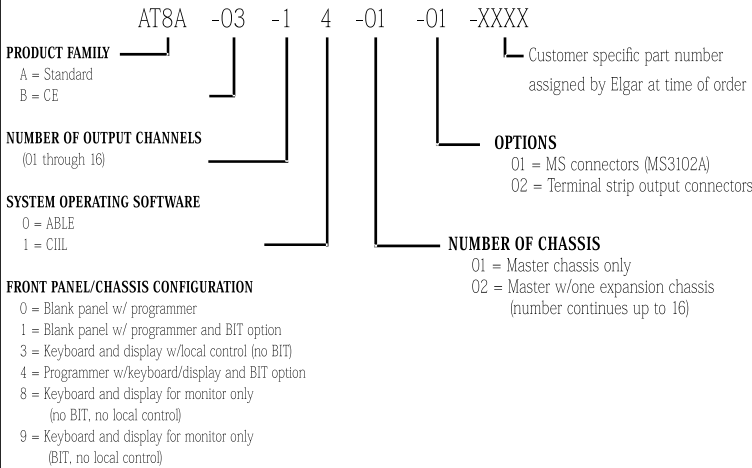 AT8A -03 -1 4 -01 -01 -XXXX
PRODUCT FAMILY
A = Standard
B = CE
NUMBER OF OUTPUT CHANNELS
(01 through 16)
SYSTEM OPERATING SOFTWARE
0 = ABLE
1 = CIIL
FRONT PANEL/CHASSIS CONFIGURATION
0 = Blank panel w/ programmer
1 = Blank panel w/ programmer and BIT option
3 = Keyboard and display w/local control (no BIT)
4 = Programmer w/keyboard/display and BIT option
8 = Keyboard and display for monitor only
(no BIT, no local control)
9 = Keyboard and display for monitor only
(BIT, no local control)
Customer specific part number
assigned by Elgar at time of order
OPTIONS
01 = MS connectors (MS3102A)
02 = Terminal strip output connectors
NUMBER OF CHASSIS
01 = Master chassis only
02 = Master w/one expansion chassis
(number continues up to 16)